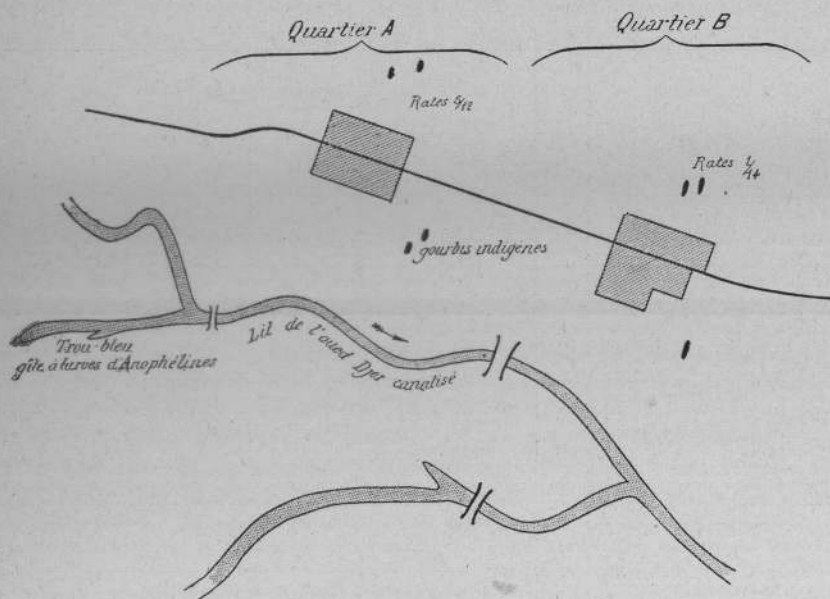 Quartier A
Quartier B
Rates 5/12
Rates 1/14
gourbis indigènes
Lit de l'oued Djer canalisé
Trou bleu
gîte à larves d'Anophélines